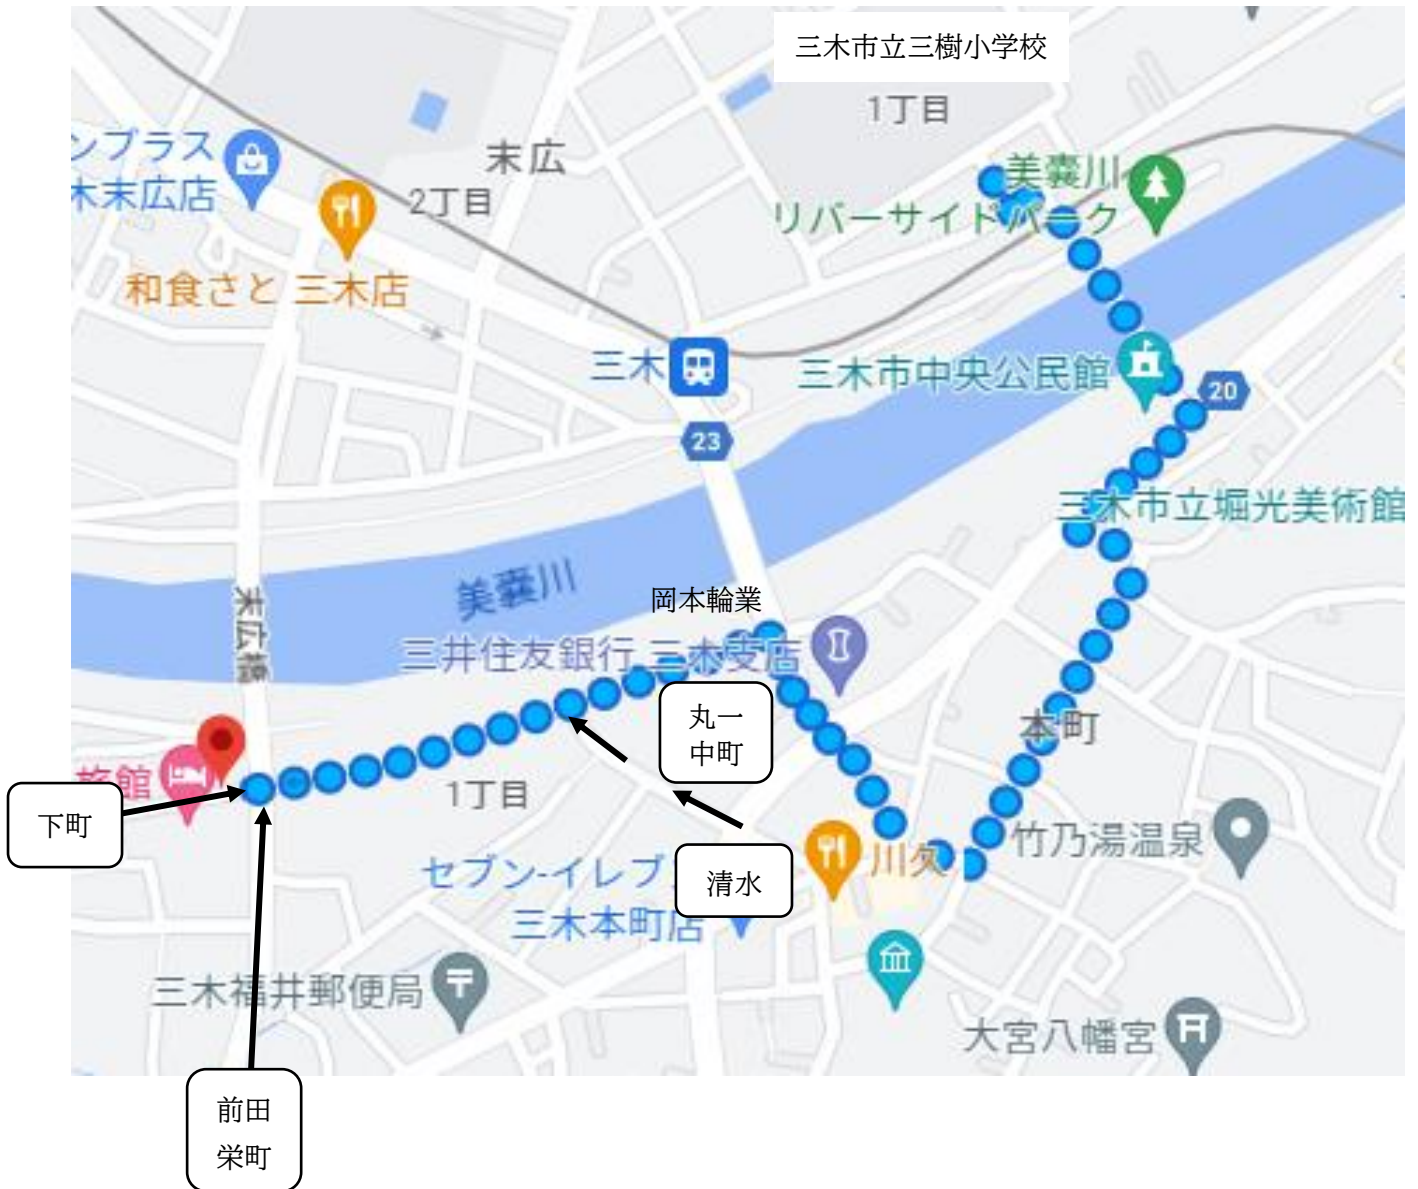 三木市立三樹小学校
1丁目
末広
2丁目
ンプラス
木末広店
美嚢川
リバーサイドパーク
和食さと 三木店
三木
三木市中央公民館
20
23
三木市立堀光美術館
美嚢川
末広橋
岡本輪業
三井住友銀行 三木支店
丸一
中町
本町
旅館
1丁目
下町
竹乃湯温泉
川久
セブン-イレブ
三木本町店
清水
三木福井郵便局
大宮八幡宮
前田
栄町